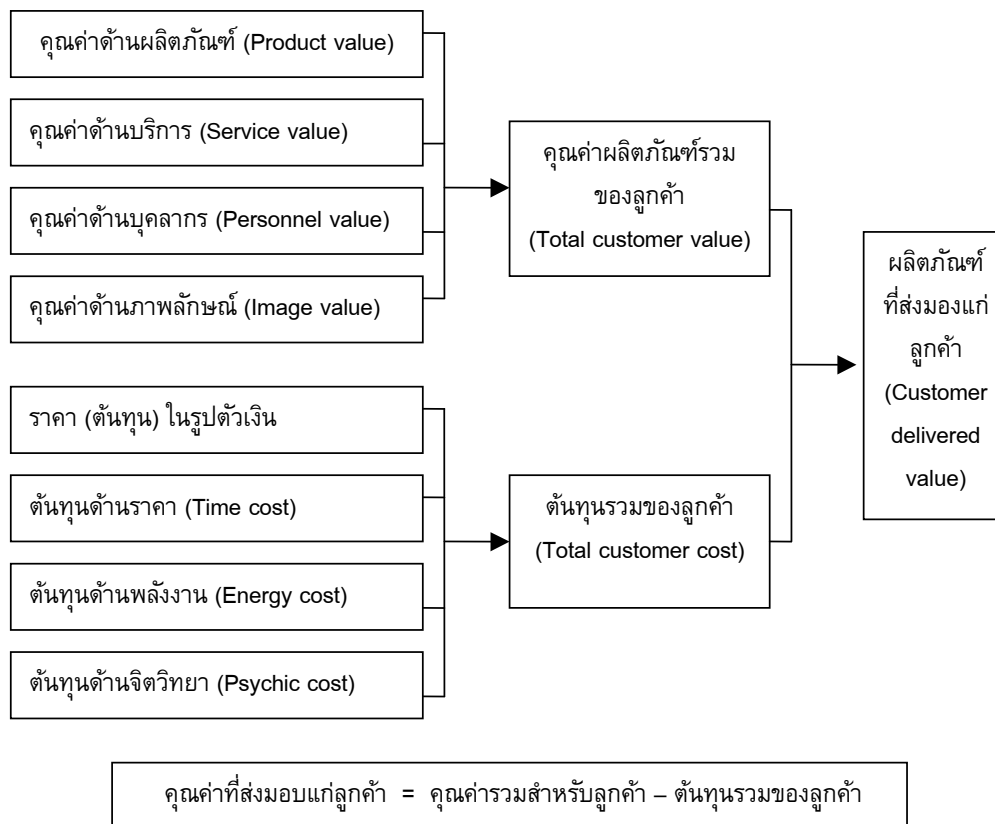 คุณค่าด้านผลิตภัณฑ์ (Product value)
คุณค่าด้านบริการ (Service value)
คุณค่าด้านบุคลากร (Personnel value)
คุณค่าด้านภาพลักษณ์ (Image value)
คุณค่าผลิตภัณฑ์รวม
ของลูกค้า
(Total customer value)
ราคา (ต้นทุน) ในรูปตัวเงิน
ต้นทุนด้านราคา (Time cost)
ต้นทุนด้านพลังงาน (Energy cost)
ต้นทุนด้านจิตวิทยา (Psychic cost)
ต้นทุนรวมของลูกค้า
(Total customer cost)
ผลิตภัณฑ์
ที่ส่งมองแก่
ลูกค้า
(Customer
delivered
value)
คุณค่าที่ส่งมอบแก่ลูกค้า = คุณค่ารวมสำหรับลูกค้า – ต้นทุนรวมของลูกค้า